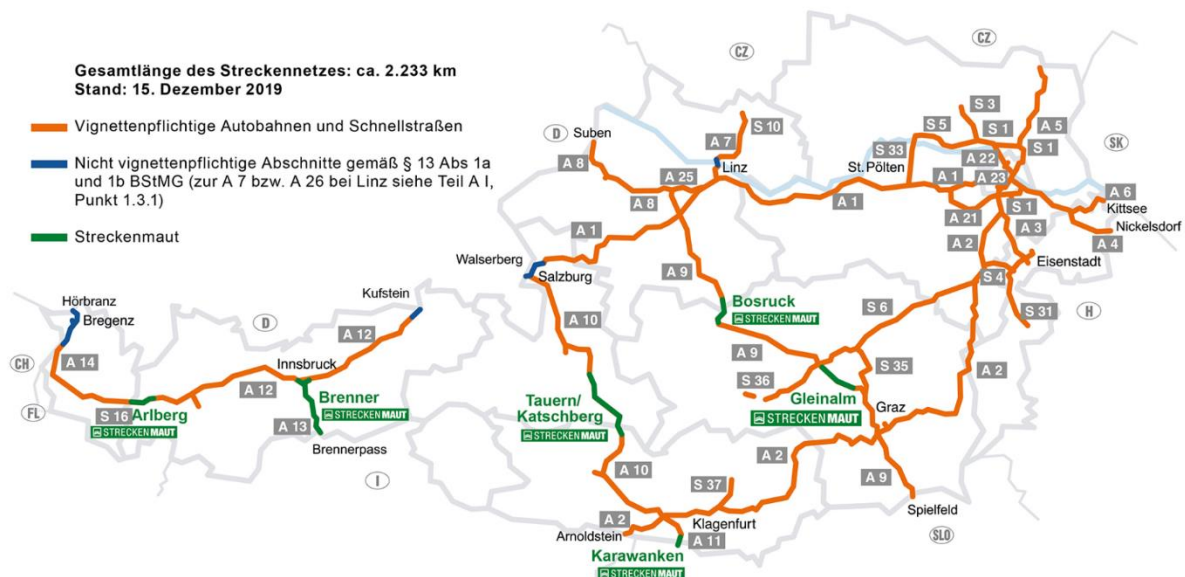 Gesamtlänge des Streckennetzes: ca. 2.233 km
Stand: 15. Dezember 2019
Vignettenpflichtige Autobahnen und Schnellstraßen
Nicht vignettenpflichtige Abschnitte gemäß § 13 Abs 1a
und 1b BStMG (zur A 7 bzw. A 26 bei Linz siehe Teil A I,
Punkt 1.3.1)
Streckenmaut
CZ
CZ
D
Suben
A 8
A 7
S 10
Linz
A 25
A 8
A 1
S 3
S 5
S 1
A 5
S 33
St.Pölten
A 22
S 1
SK
A 1
A 23
A 6
Kittsee
A 1
A 21
S 1
Nickelsdorf
A 3
A 4
A 2
Eisenstadt
Walserberg
Salzburg
A 9
S 4
Hörbranz
Bregenz
D
Kufstein
A 12
A 10
Bosruck
STRECKENMAUT
S 6
H
S 31
CH
A 14
Innsbruck
A 9
S 35
A 2
FL
S 16
Arlberg
STRECKENMAUT
A 12
Brenner
STRECKENMAUT
A 13
Brennerpass
Tauern/
Katschberg
STRECKENMAUT
S 36
Gleinalm
STRECKENMAUT
Graz
I
A 10
S 37
A 2
A 9
Spielfeld
A 2
Arnoldstein
Klagenfurt
A 11
Karawanken
STRECKENMAUT
SLO